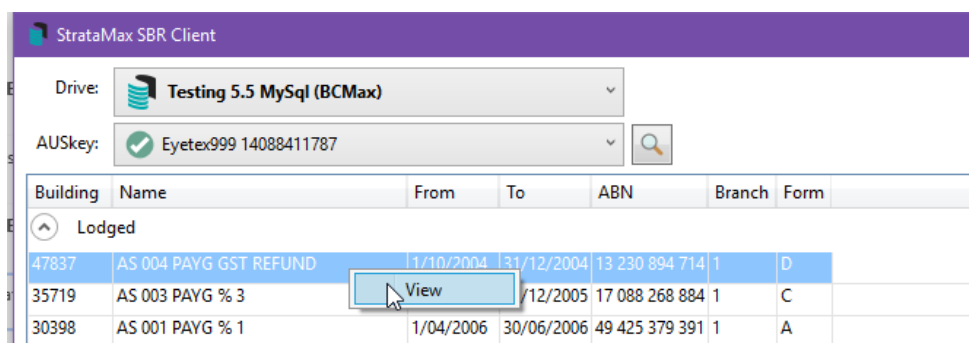 StrataMax SBR Client
Drive: Testing 5.5 MySql (BCMax)
AUSkey: Eyetex999 14088411787
Building Name From To ABN Branch Form
Lodged
47837 AS 004 PAYG GST REFUND 1/10/2004 31/12/2004 13 230 894 714 1 D
View
35719 AS 003 PAYG % 3 /12/2005 17 088 268 884 1 C
30398 AS 001 PAYG % 1 1/04/2006 30/06/2006 49 425 379 391 1 A